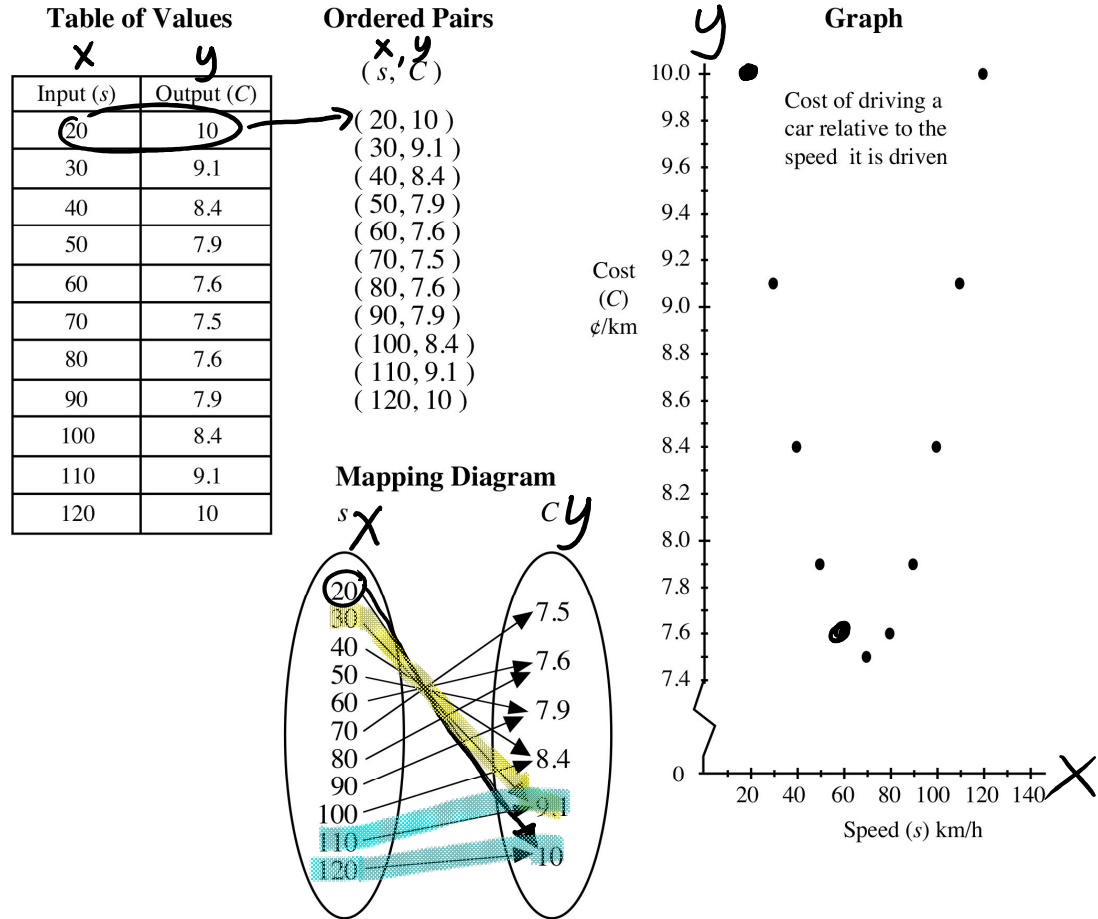 Table of Values
x y
Input (s) Output (C)
20 10
30 9.1
40 8.4
50 7.9
60 7.6
70 7.5
80 7.6
90 7.9
100 8.4
110 9.1
120 10
Ordered Pairs
x, y
( s, C )
( 20, 10 )
( 30, 9.1 )
( 40, 8.4 )
( 50, 7.9 )
( 60, 7.6 )
( 70, 7.5 )
( 80, 7.6 )
( 90, 7.9 )
( 100, 8.4 )
( 110, 9.1 )
( 120, 10 )
Mapping Diagram
s x C y
20
30
40
50
60
70
80
90
100
110
120
7.5
7.6
7.9
8.4
9.1
10
Graph
y
Cost of driving a
car relative to the
speed it is driven
Cost
(C)
¢/km
10.0
9.8
9.6
9.4
9.2
9.0
8.8
8.6
8.4
8.2
8.0
7.8
7.6
7.4
0
20 40 60 80 100 120 140
x
Speed (s) km/h